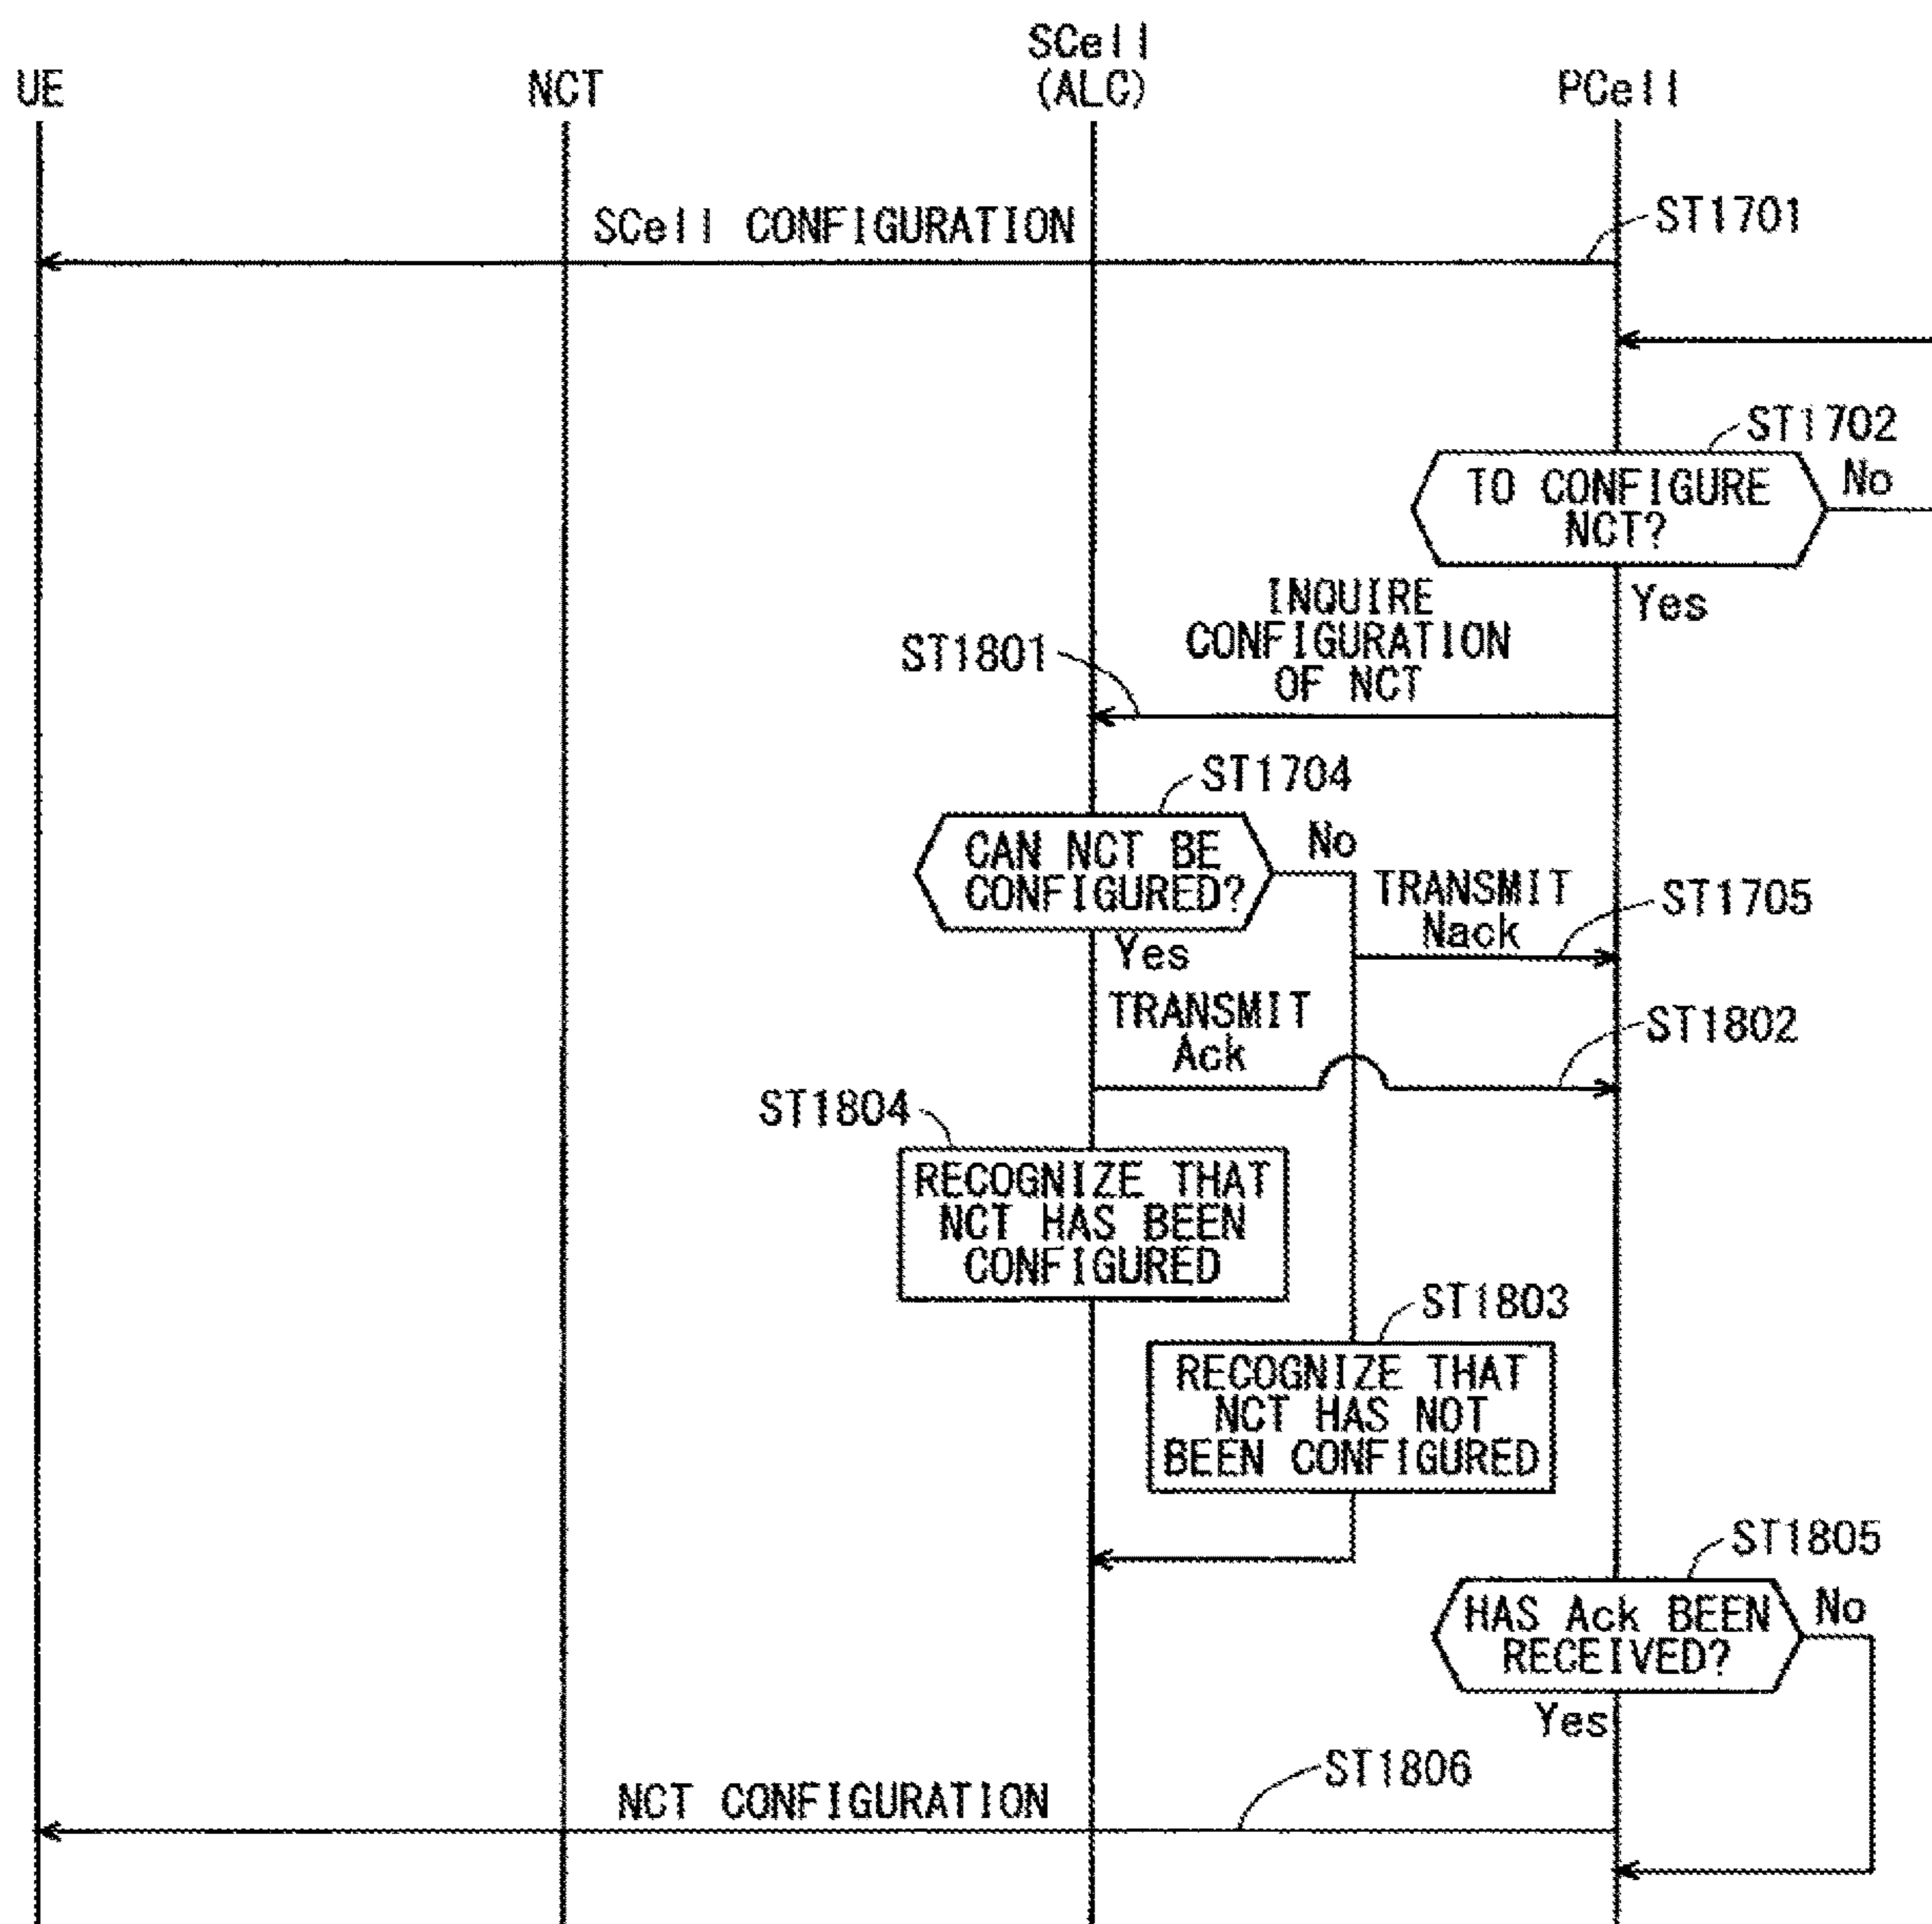 UE
NCT
SCell
(ALC)
PCell
SCell CONFIGURATION
ST1701
ST1702
TO CONFIGURE
NCT?
No
Yes
INQUIRE
CONFIGURATION
OF NCT
ST1801
ST1704
CAN NCT BE
CONFIGURED?
No
Yes
TRANSMIT
Nack
ST1705
TRANSMIT
Ack
ST1802
ST1804
RECOGNIZE THAT
NCT HAS BEEN
CONFIGURED
ST1803
RECOGNIZE THAT
NCT HAS NOT
BEEN CONFIGURED
ST1805
HAS Ack BEEN
RECEIVED?
No
Yes
ST1806
NCT CONFIGURATION